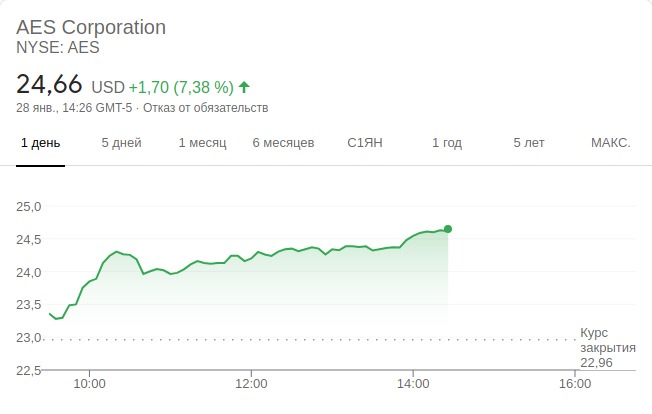 AES Corporation
NYSE: AES
24,66 USD +1,70 (7,38 %)
28 янв., 14:26 GMT-5 · Отказ от обязательств
1 день 5 дней 1 месяц 6 месяцев С1ЯН 1 год 5 лет МАКС.
25,0
24,5
24,0
23,5
23,0
22,5
Курс
закрытия
22,96
10:00 12:00 14:00 16:00